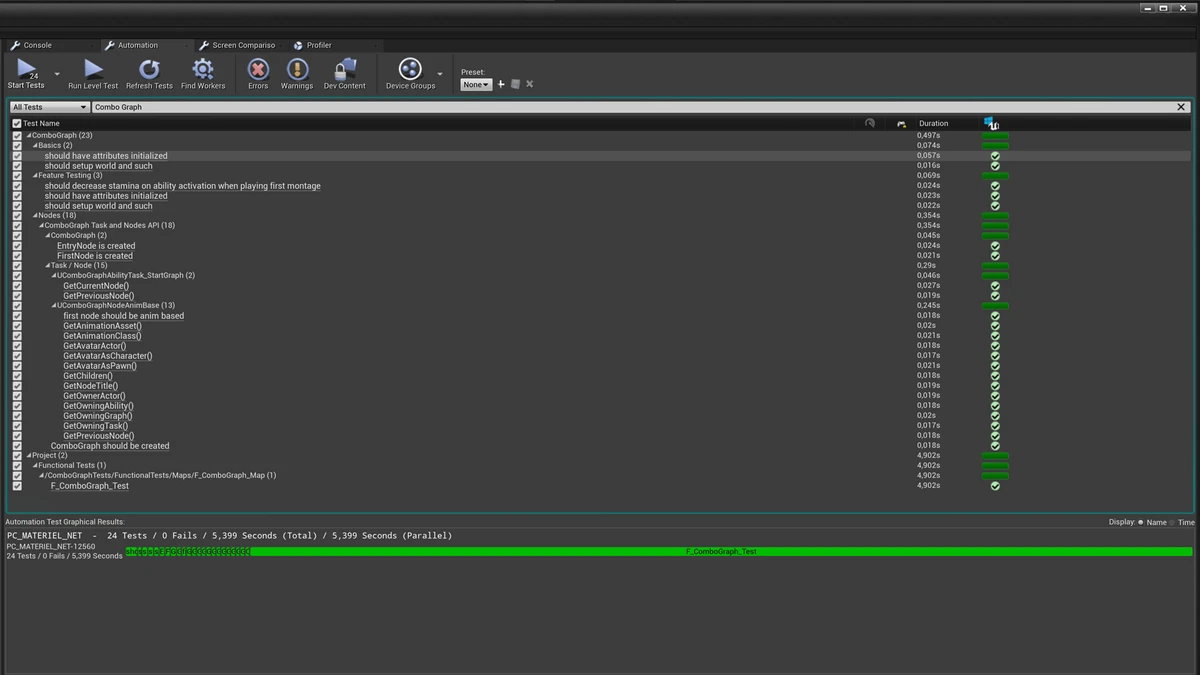 Console Automation Screen Compariso Profiler
24
Start Tests Run Level Test Refresh Tests Find Workers Errors Warnings Dev Content Device Groups
Preset:
None
All Tests Combo Graph
Test Name Duration
ComboGraph (23) 0,497s
Basics (2) 0,074s
should have attributes initialized 0,057s
should setup world and such 0,016s
Feature Testing (3) 0,069s
should decrease stamina on ability activation when playing first montage 0,024s
should have attributes initialized 0,023s
should setup world and such 0,022s
Nodes (18) 0,354s
ComboGraph Task and Nodes API (18) 0,354s
ComboGraph (2) 0,045s
EntryNode is created 0,024s
FirstNode is created 0,021s
Task / Node (15) 0,29s
UComboGraphAbilityTask_StartGraph (2) 0,046s
GetCurrentNode() 0,027s
GetPreviousNode() 0,019s
UComboGraphNodeAnimBase (13) 0,245s
first node should be anim based 0,018s
GetAnimationAsset() 0,02s
GetAnimationClass() 0,021s
GetAvatarActor() 0,018s
GetAvatarAsCharacter() 0,017s
GetAvatarAsPawn() 0,021s
GetChildren() 0,018s
GetNodeTitle() 0,019s
GetOwnerActor() 0,019s
GetOwningAbility() 0,018s
GetOwningGraph() 0,02s
GetOwningTask() 0,017s
GetPreviousNode() 0,018s
ComboGraph should be created 0,018s
Project (2) 4,902s
Functional Tests (1) 4,902s
/ComboGraphTests/FunctionalTests/Maps/F_ComboGraph_Map (1) 4,902s
F_ComboGraph_Test 4,902s
Automation Test Graphical Results: Display: Name Time
PC_MATERIEL_NET - 24 Tests / 0 Fails / 5,399 Seconds (Total) / 5,399 Seconds (Parallel)
PC_MATERIEL_NET-12560
24 Tests / 0 Fails / 5,399 Seconds F_ComboGraph_Test